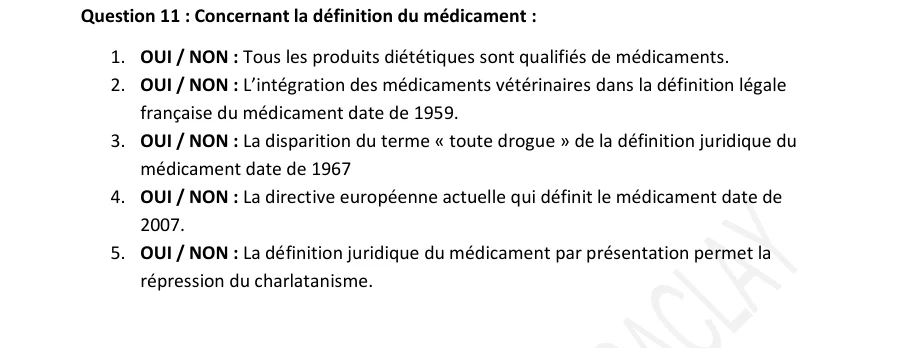 Question 11 : Concernant la définition du médicament :
1. OUI / NON : Tous les produits diététiques sont qualifiés de médicaments.
2. OUI / NON : L’intégration des médicaments vétérinaires dans la définition légale
française du médicament date de 1959.
3. OUI / NON : La disparition du terme « toute drogue » de la définition juridique du
médicament date de 1967
4. OUI / NON : La directive européenne actuelle qui définit le médicament date de
2007.
5. OUI / NON : La définition juridique du médicament par présentation permet la
répression du charlatanisme.
ACLAY